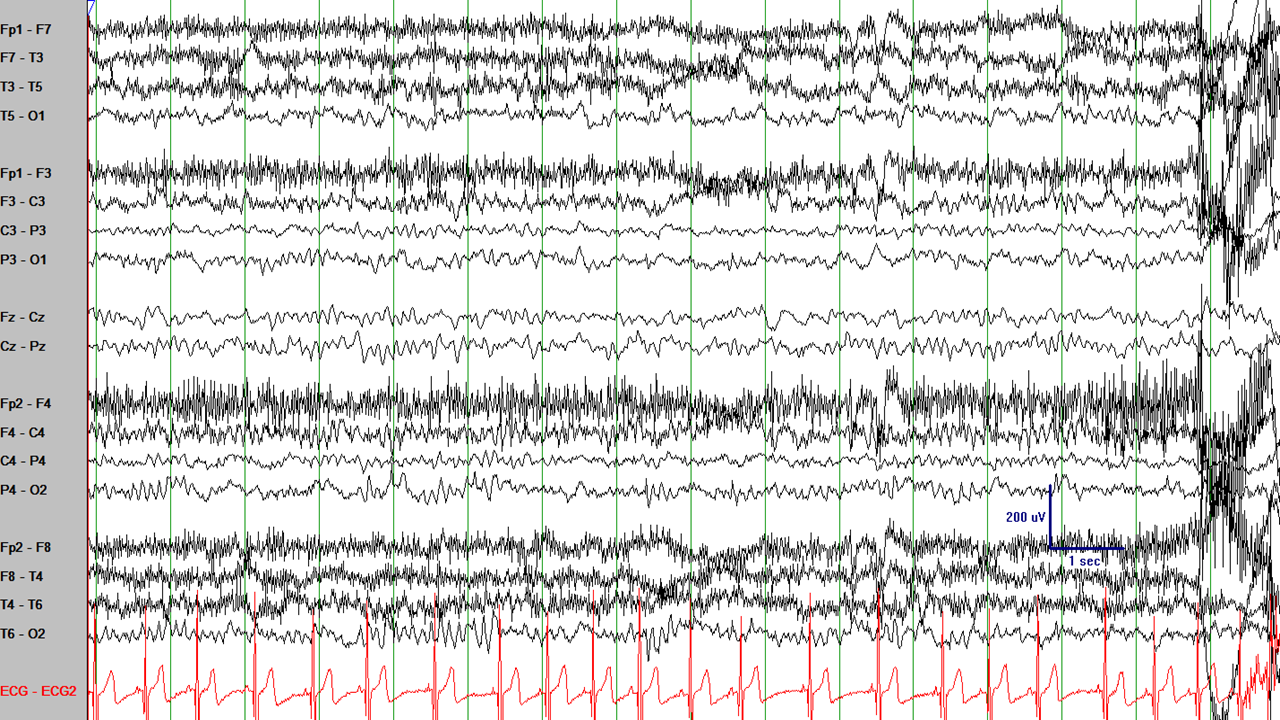 Fp1 - F7
F7 - T3
T3 - T5
T5 - O1
Fp1 - F3
F3 - C3
C3 - P3
P3 - O1
Fz - Cz
Cz - Pz
Fp2 - F4
F4 - C4
C4 - P4
P4 - O2
200 uV
Fp2 - F8
1 sec
F8 - T4
T4 - T6
T6 - O2
ECG - ECG2